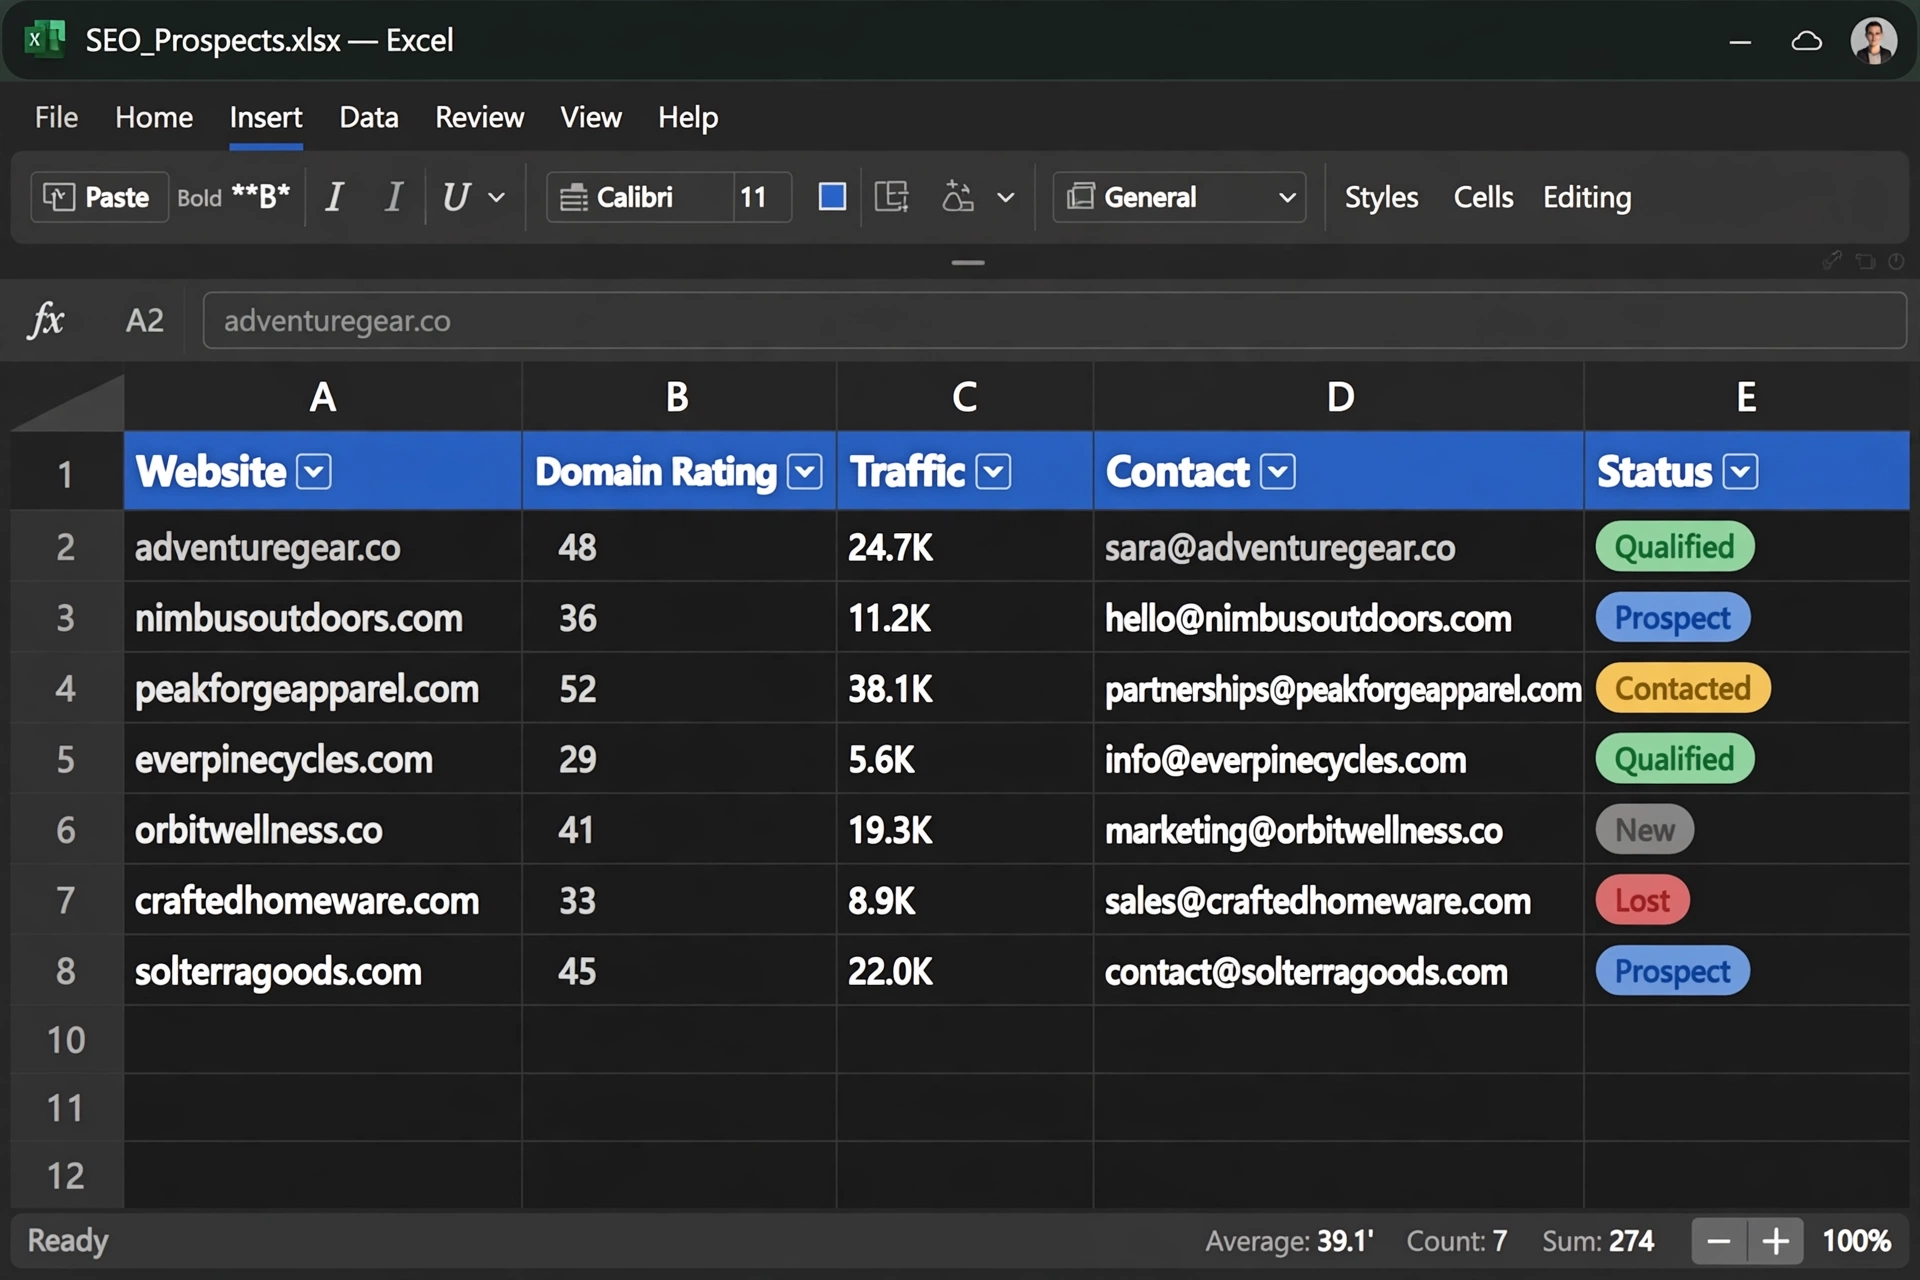 SEO_Prospects.xlsx — Excel
File Home Insert Data Review View Help
Paste Bold **B* I I U Calibri 11 General Styles Cells Editing
fx A2 adventuregear.co
A B C D E
1 Website Domain Rating Traffic Contact Status
2 adventuregear.co 48 24.7K sara@adventuregear.co Qualified
3 nimbusoutdoors.com 36 11.2K hello@nimbusoutdoors.com Prospect
4 peakforgeapparel.com 52 38.1K partnerships@peakforgeapparel.com Contacted
5 everpinecycles.com 29 5.6K info@everpinecycles.com Qualified
6 orbitwellness.co 41 19.3K marketing@orbitwellness.co New
7 craftedhomeware.com 33 8.9K sales@craftedhomeware.com Lost
8 solterragoods.com 45 22.0K contact@solterragoods.com Prospect
10
11
12
Ready Average: 39.1' Count: 7 Sum: 274 − + 100%